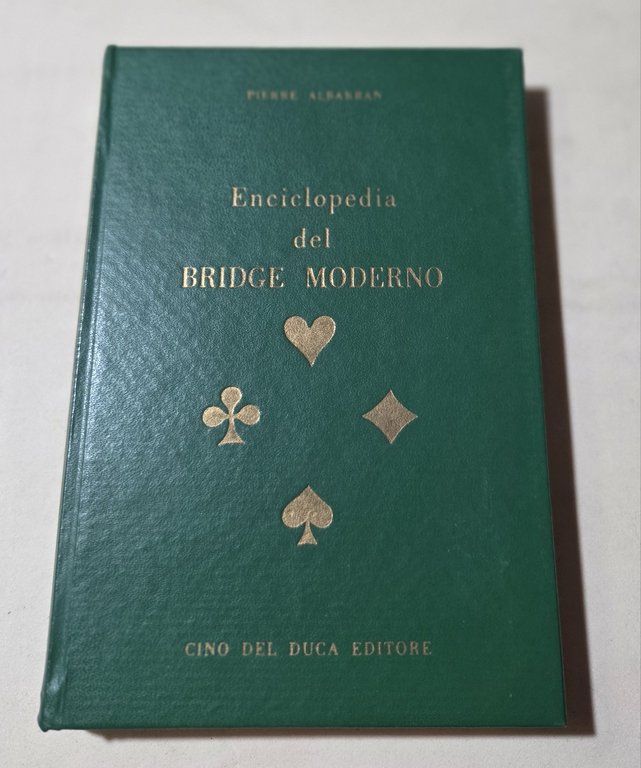 PIERRE ALBARRAN
Enciclopedia
del
BRIDGE MODERNO
CINO DEL DUCA EDITORE